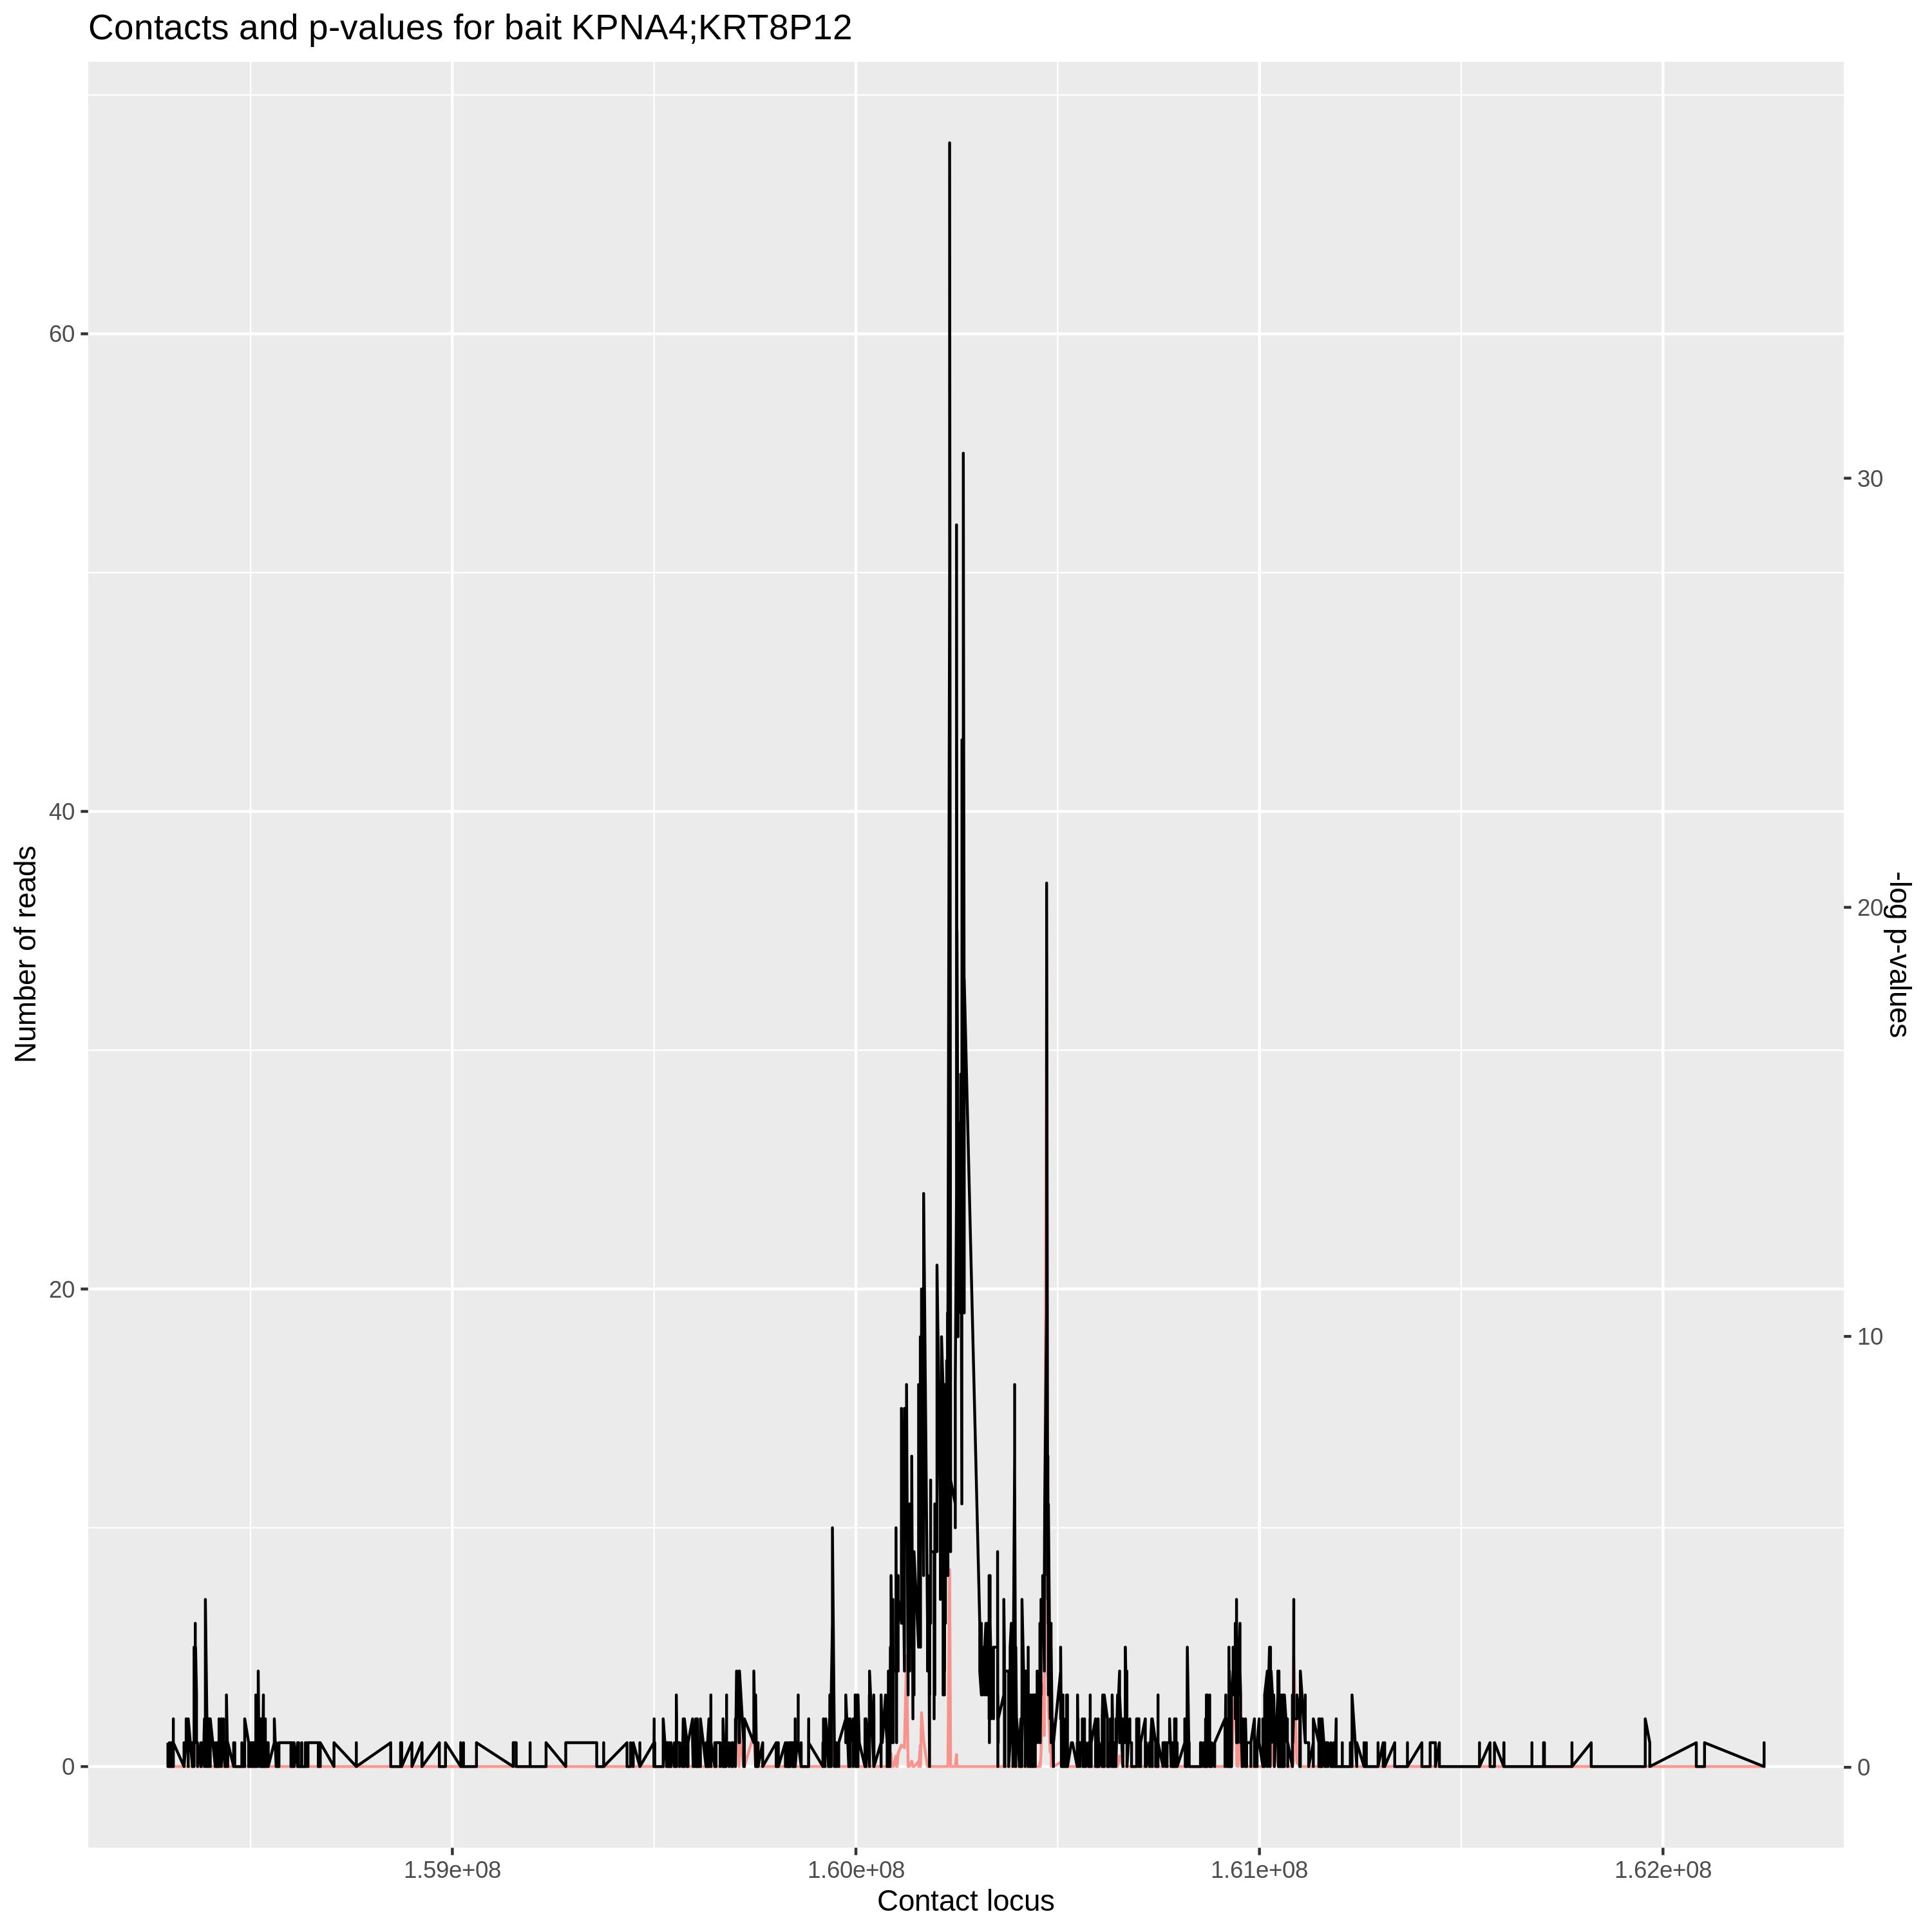 Contacts and p-values for bait KPNA4;KRT8P12
60
40
20
0
Number of reads
30
20
10
0
-log p-values
1.59e+08
1.60e+08
1.61e+08
1.62e+08
Contact locus